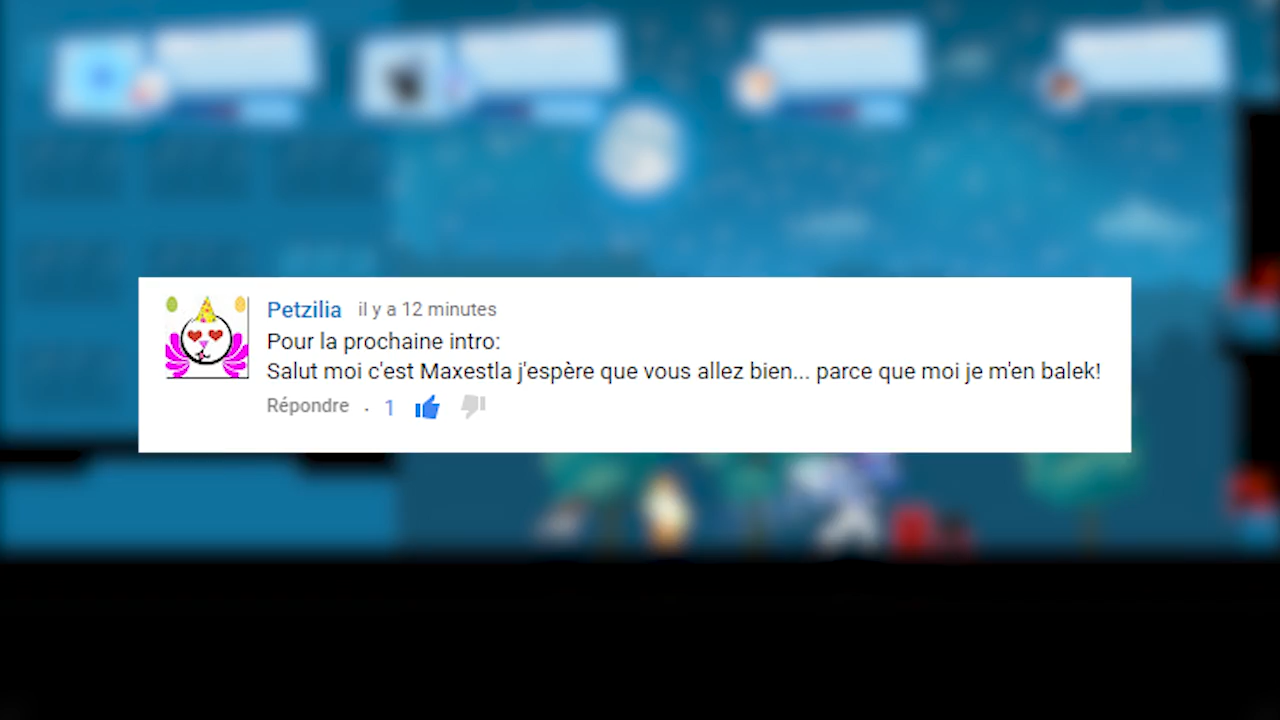 Petzilia il y a 12 minutes
Pour la prochaine intro:
Salut moi c'est Maxestla j'espère que vous allez bien... parce que moi je m'en balek!
Répondre . 1